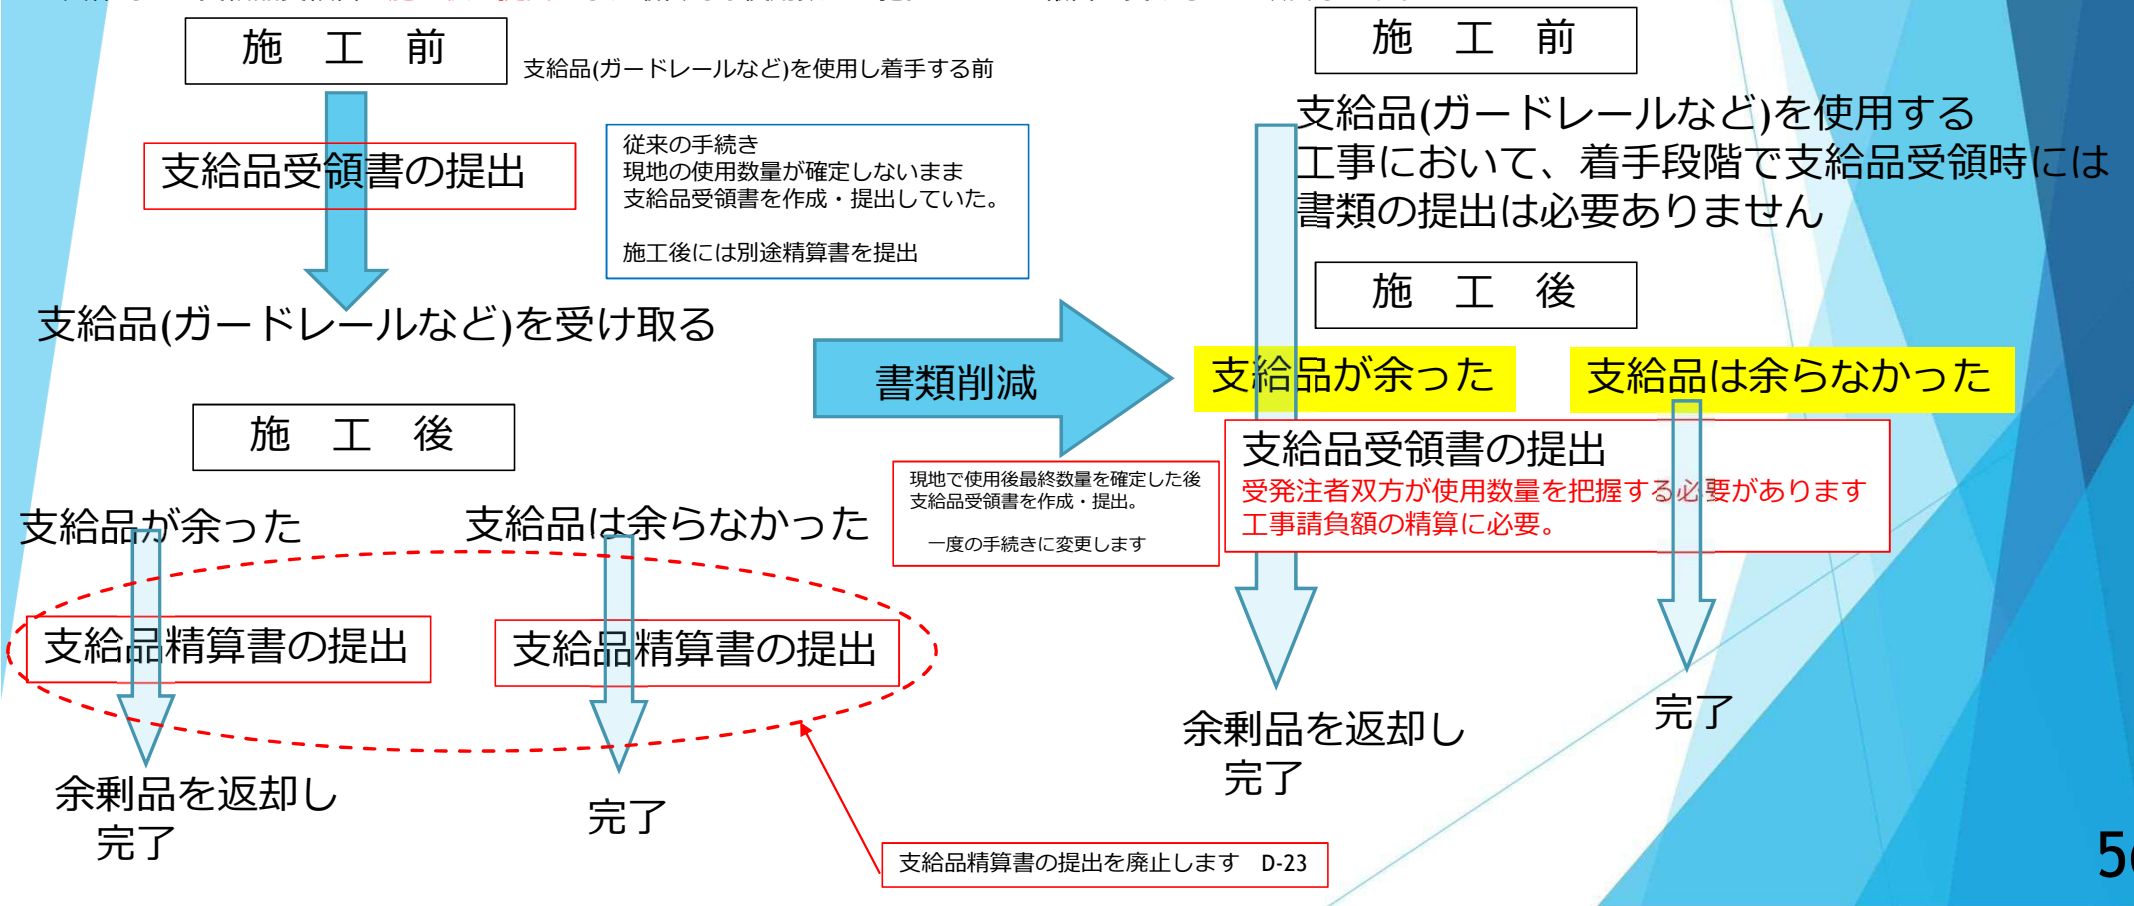 施 工 前
支給品(ガードレールなど)を使用し着手する前
支給品受領書の提出
従来の手続き
現地の使用数量が確定しないまま
支給品受領書を作成・提出していた。
施工後には別途精算書を提出
支給品(ガードレールなど)を受け取る
施 工 後
支給品が余った
支給品は余らなかった
支給品精算書の提出
支給品精算書の提出
余剰品を返却し
完了
完了
支給品精算書の提出を廃止します D-23
書類削減
現地で使用後最終数量を確定した後
支給品受領書を作成・提出。
一度の手続きに変更します
施 工 前
支給品(ガードレールなど)を使用する
工事において、着手段階で支給品受領時には
書類の提出は必要ありません
施 工 後
支給品が余った
支給品は余らなかった
支給品受領書の提出
受発注者双方が使用数量を把握する必要があります
工事請負額の精算に必要。
余剰品を返却し
完了
完了